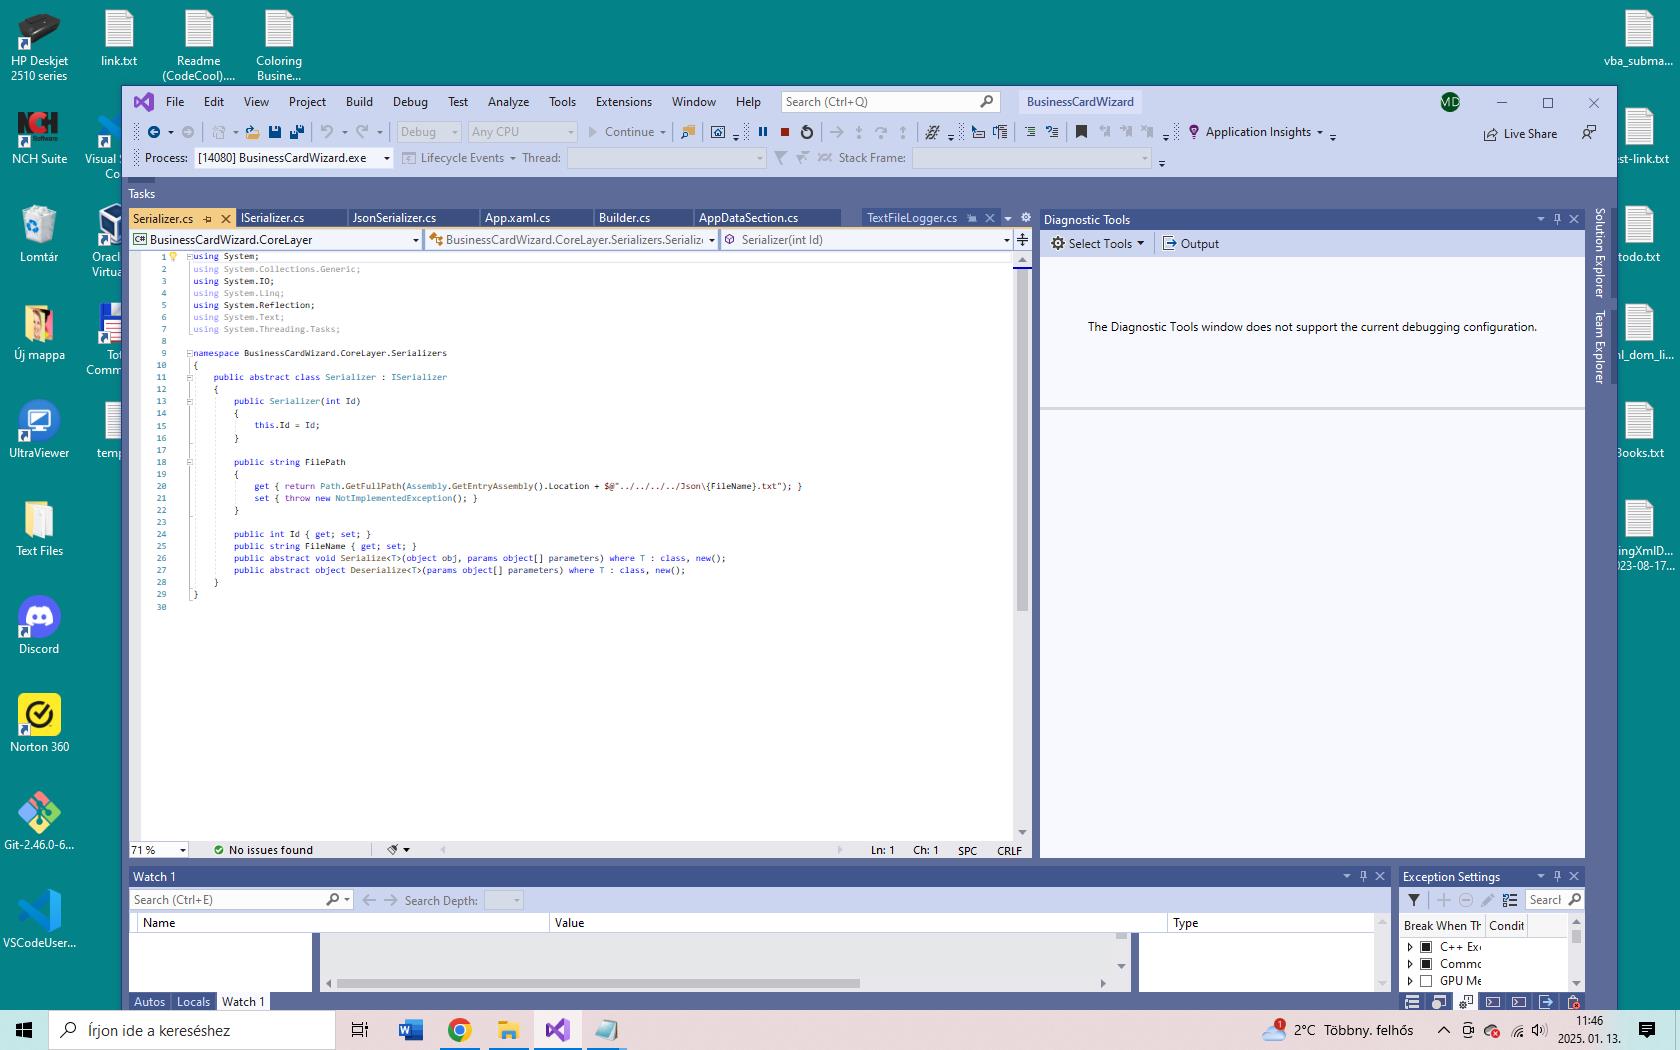 HP Deskjet
2510 series
link.txt
Readme
(CodeCool)....
Coloring
Busine...
vba_subma...
NCH
Software
NCH Suite
Visual
Co
Lomtár
Oracl
Virtua
Új mappa
Tot
Comm
UltraViewer
temp
Text Files
Discord
Norton 360
Git-2.46.0-6...
VSCodeUser...
est-link.txt
todo.txt
ml_dom_li...
Books.txt
ingXmlD...
023-08-17...
File Edit View Project Build Debug Test Analyze Tools Extensions Window Help Search (Ctrl+Q) BusinessCardWizard MD
Debug Any CPU Continue Application Insights Live Share
Process: [14080] BusinessCardWizard.exe Lifecycle Events Thread: Stack Frame:
Tasks
Serializer.cs ISerializer.cs JsonSerializer.cs App.xaml.cs Builder.cs AppDataSection.cs TextFileLogger.cs
C# BusinessCardWizard.CoreLayer BusinessCardWizard.CoreLayer.Serializers.Serializ Serializer(int Id)
1 using System;
2 using System.Collections.Generic;
3 using System.IO;
4 using System.Linq;
5 using System.Reflection;
6 using System.Text;
7 using System.Threading.Tasks;
8
9 namespace BusinessCardWizard.CoreLayer.Serializers
10 {
11 public abstract class Serializer : ISerializer
12 {
13 public Serializer(int Id)
14 {
15 this.Id = Id;
16 }
17
18 public string FilePath
19 {
20 get { return Path.GetFullPath(Assembly.GetEntryAssembly().Location + $@"../../../../Json\{FileName}.txt"); }
21 set { throw new NotImplementedException(); }
22 }
23
24 public int Id { get; set; }
25 public string FileName { get; set; }
26 public abstract void Serialize<T>(object obj, params object[] parameters) where T : class, new();
27 public abstract object Deserialize<T>(params object[] parameters) where T : class, new();
28 }
29 }
30
71 % No issues found Ln: 1 Ch: 1 SPC CRLF
Diagnostic Tools
Select Tools Output
The Diagnostic Tools window does not support the current debugging configuration.
Solution Explorer
Team Explorer
Watch 1
Search (Ctrl+E) Search Depth:
Name Value Type
Autos Locals Watch 1
Exception Settings
Search
Break When Th Condit
C++ Ex
Commo
GPU Me
Írjon ide a kereséshez
1 2°C Többny. felhős
11:46
2025. 01. 13.